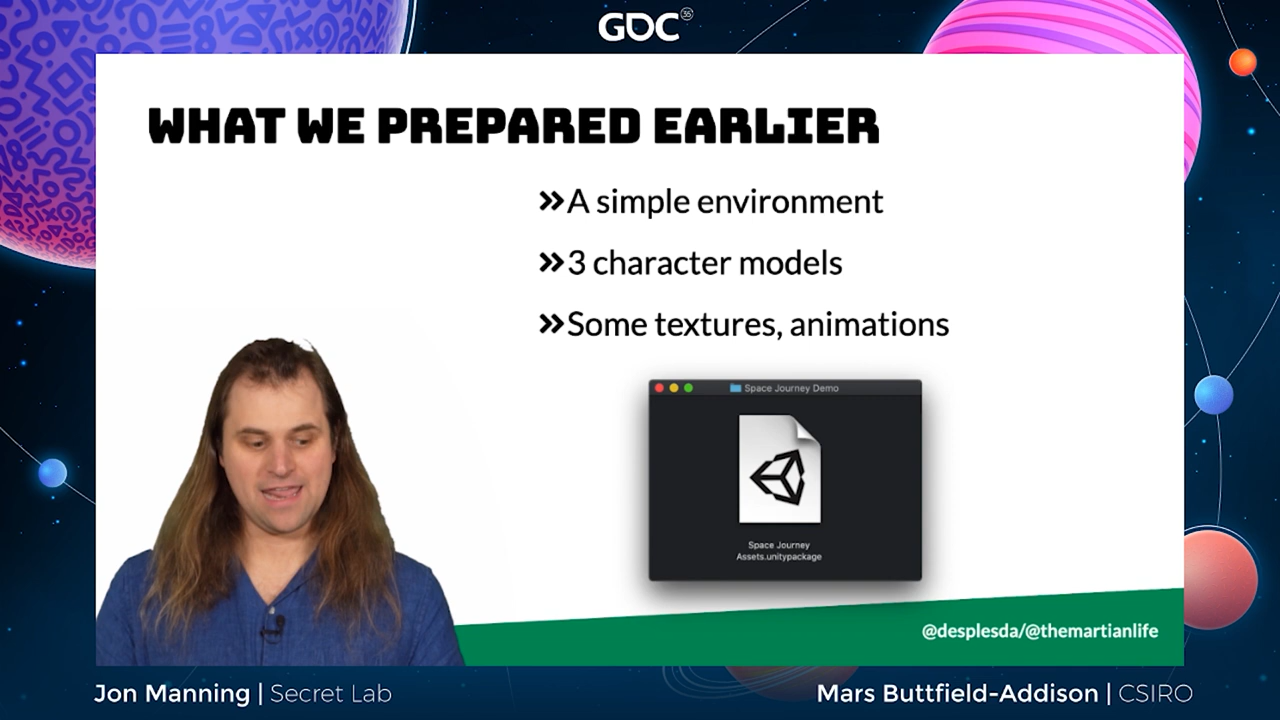 GDC 35
WHAT WE PREPARED EARLIER
A simple environment
3 character models
Some textures, animations
Space Journey Demo
Space Journey
Assets.unitypackage
@desplesda/@themartianlife
Jon Manning | Secret Lab
Mars Buttfield-Addison | CSIRO